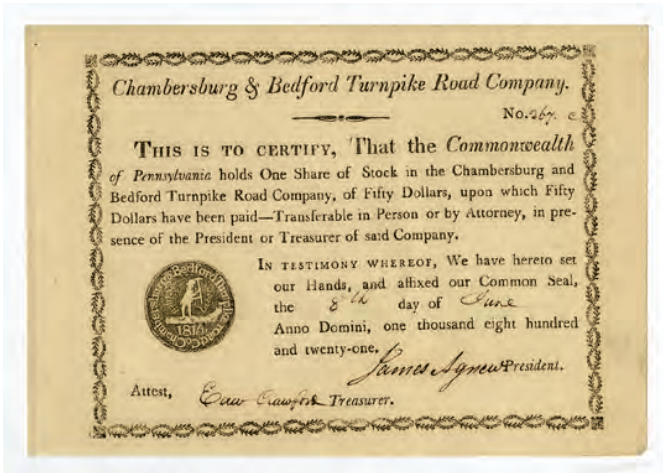 Chambersburg & Bedford Turnpike Road Company.
No. 267. c
THIS IS TO CERTIFY, That the Commonwealth
of Pennsylvania holds One Share of Stock in the Chambersburg and
Bedford Turnpike Road Company, of Fifty Dollars, upon which Fifty
Dollars have been paid—Transferable in Person or by Attorney, in pre-
sence of the President or Treasurer of said Company.
IN TESTIMONY WHEREOF, We have hereto set
our Hands, and affixed our Common Seal,
the 8th day of June
Anno Domini, one thousand eight hundred
and twenty-one.
James Agnew President.
Attest, Edw Crawford Treasurer.
1814